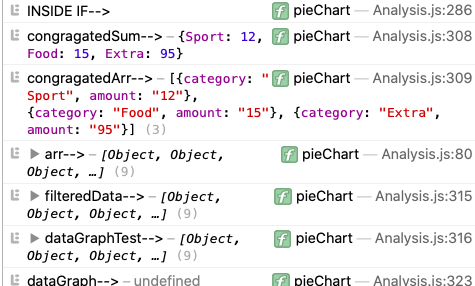 INSIDE IF--> f pieChart — Analysis.js:286
congragatedSum--> – {Sport: 12, f pieChart — Analysis.js:308
Food: 15, Extra: 95}
congragatedArr--> – [{category: " f pieChart — Analysis.js:309
Sport", amount: "12"},
{category: "Food", amount: "15"}, {category: "Extra",
amount: "95"}] (3)
▶ arr--> – [Object, Object, f pieChart — Analysis.js:80
Object, …] (9)
▶ filteredData--> – [Object, f pieChart — Analysis.js:315
Object, Object, …] (9)
▶ dataGraphTest--> – [Object, f pieChart — Analysis.js:316
Object, Object, …] (9)
dataGraph--> – undefined f pieChart — Analysis.js:323